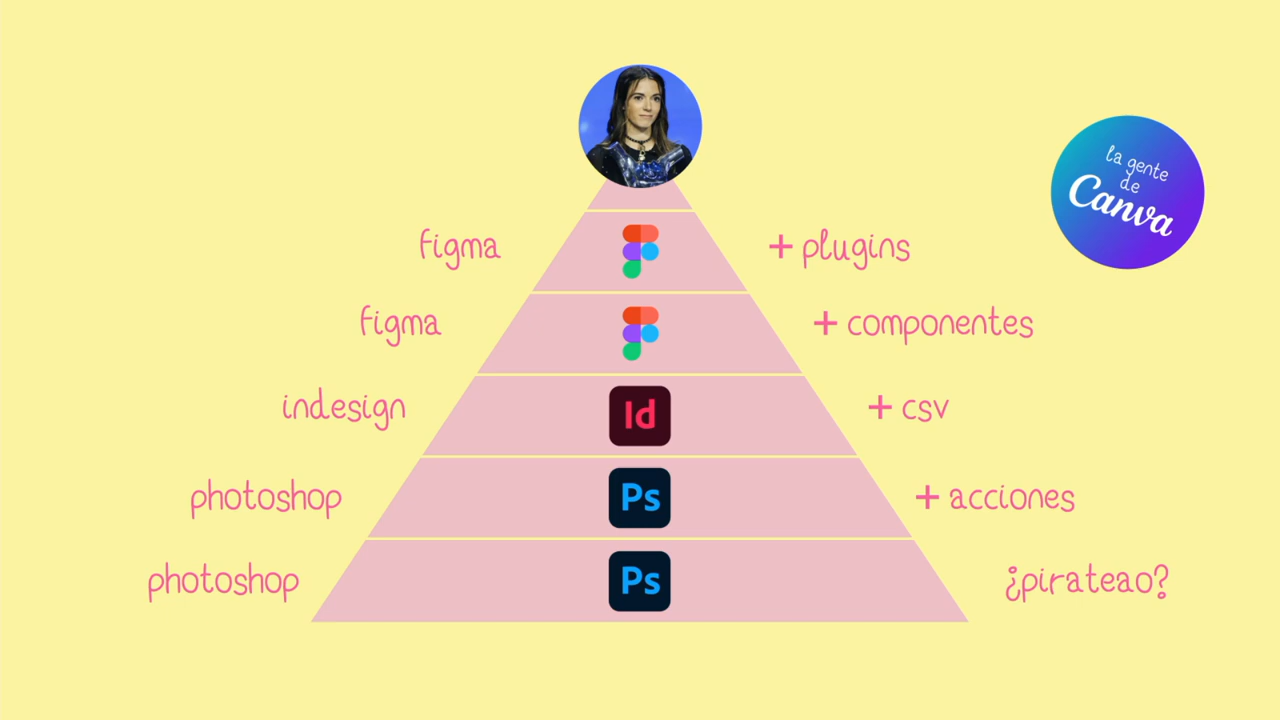 la gente
de
Canva
figma
+ plugins
figma
+ componentes
indesign
Id
+ csv
photoshop
Ps
+ acciones
photoshop
Ps
¿pirateao?